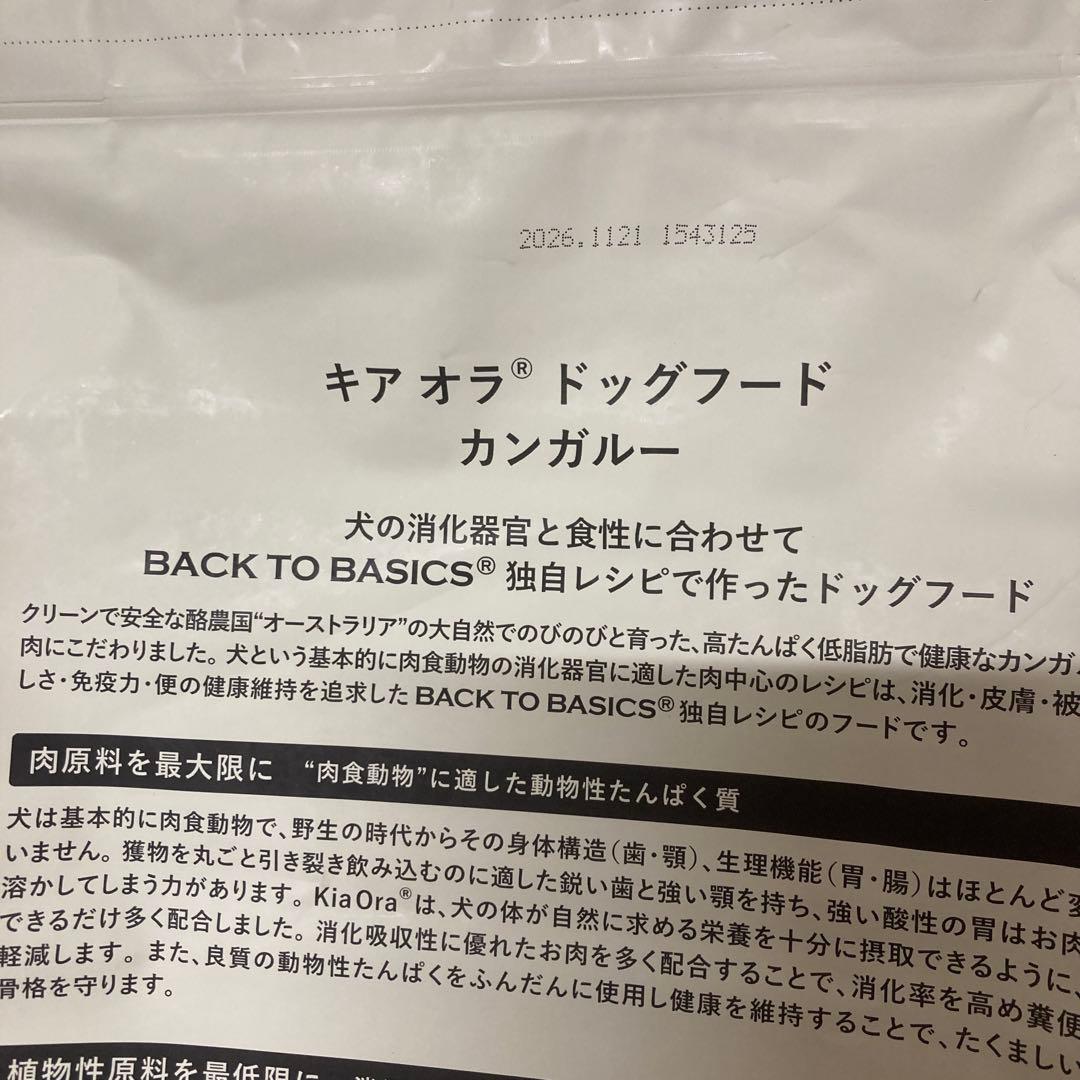 2026.1121 1543125
キア オラ® ドッグフード
カンガルー
犬の消化器官と食性に合わせて
BACK TO BASICS® 独自レシピで作ったドッグフード
クリーンで安全な酪農国“オーストラリア”の大自然でのびのびと育った、高たんぱく低脂肪で健康なカンガ
肉にこだわりました。犬という基本的に肉食動物の消化器官に適した肉中心のレシピは、消化・皮膚・被
しさ・免疫力・便の健康維持を追求した BACK TO BASICS® 独自レシピのフードです。
肉原料を最大限に “肉食動物”に適した動物性たんぱく質
犬は基本的に肉食動物で、野生の時代からその身体構造（歯・顎）、生理機能（胃・腸）はほとんど変
いません。獲物を丸ごと引き裂き飲み込むのに適した鋭い歯と強い顎を持ち、強い酸性の胃はお肉
溶かしてしまう力があります。Kia Ora®は、犬の体が自然に求める栄養を十分に摂取できるように、
できるだけ多く配合しました。消化吸収性に優れたお肉を多く配合することで、消化率を高め糞便
軽減します。また、良質の動物性たんぱくをふんだんに使用し健康を維持することで、たくましい
骨格を守ります。
植物性原料を最低限に